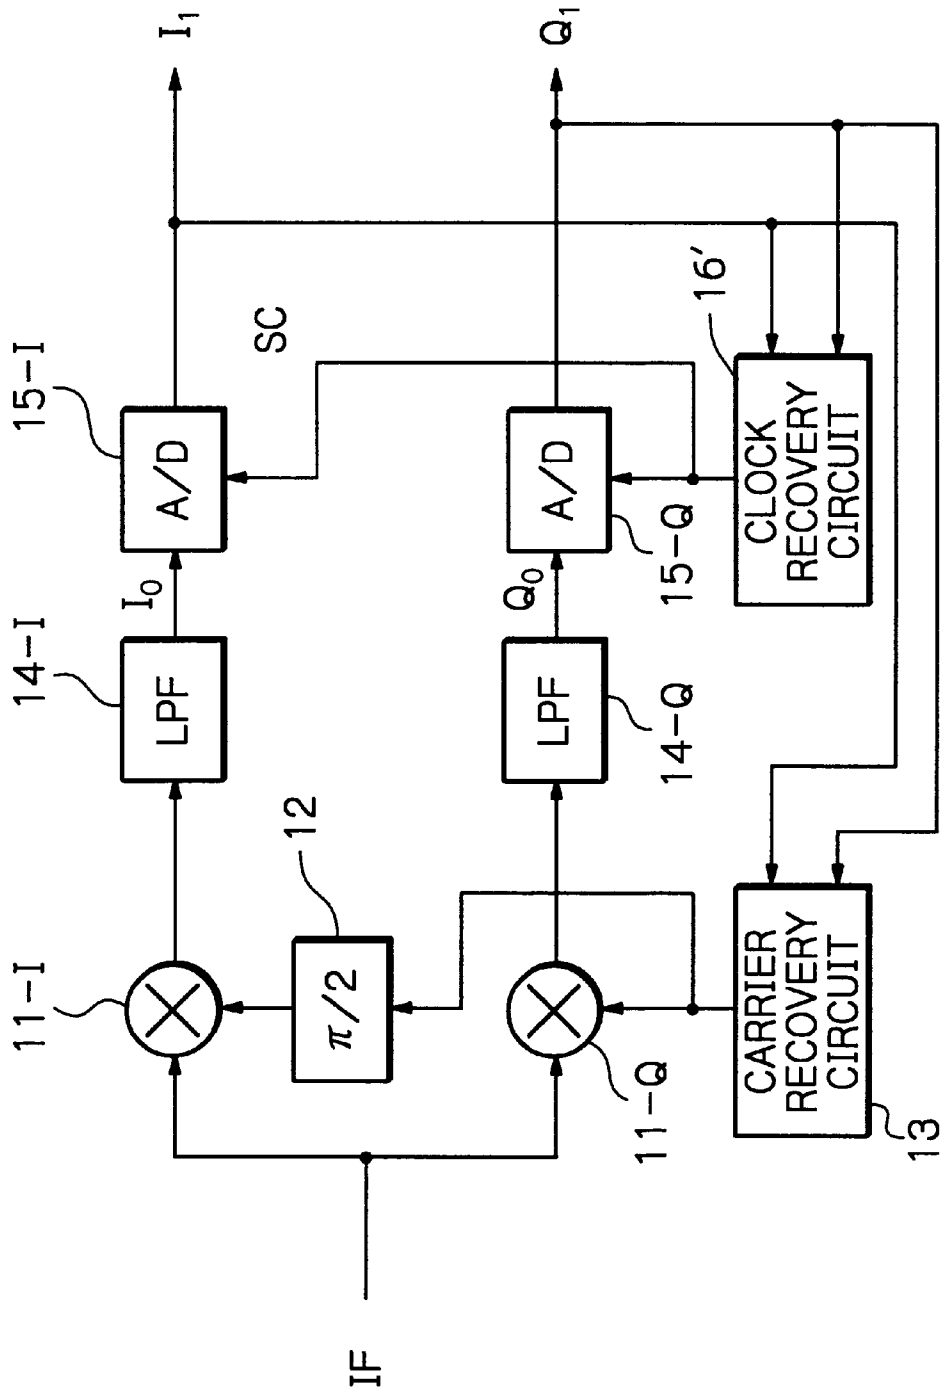 11-I
14-I
15-I
LPF
I0
A/D
I1
12
π/2
SC
IF
11-Q
LPF
14-Q
Q0
A/D
15-Q
Q1
CARRIER
RECOVERY
CIRCUIT
13
CLOCK
RECOVERY
CIRCUIT
16'